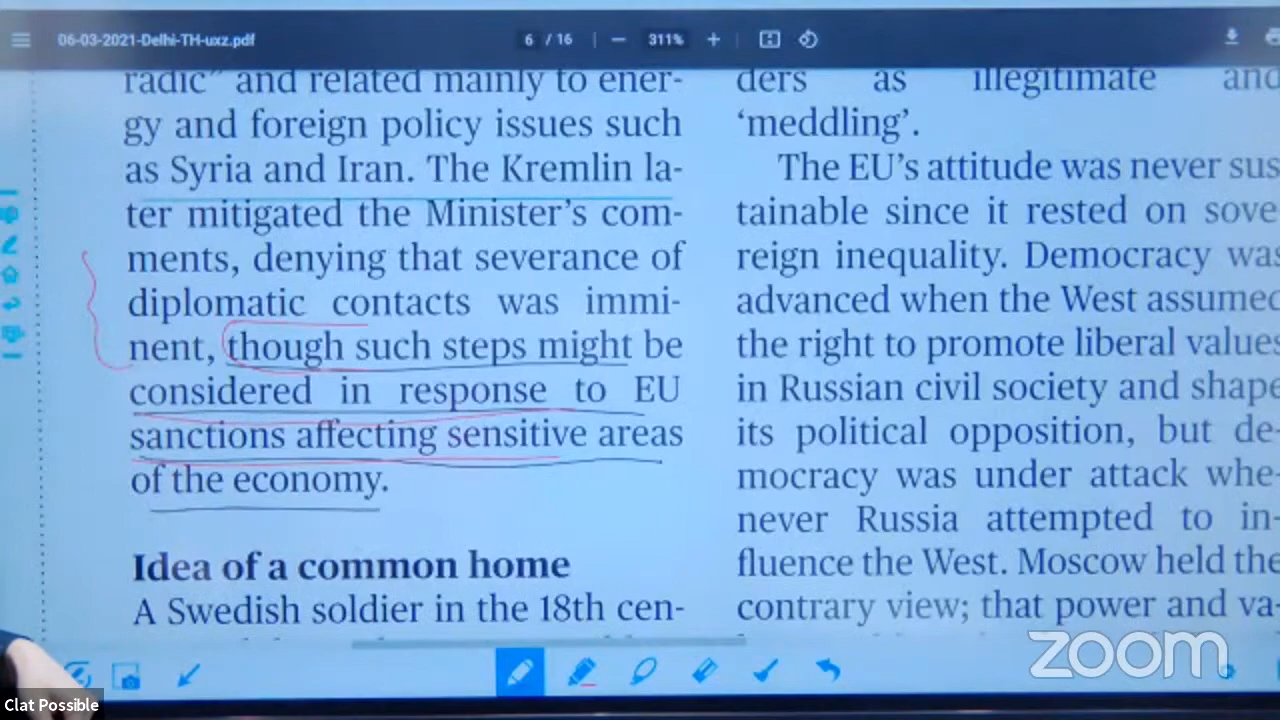 06-03-2021-Delhi-TH-uxz.pdf
6 / 16
311%
radic” and related mainly to ener-
gy and foreign policy issues such
as Syria and Iran. The Kremlin la-
ter mitigated the Minister’s com-
ments, denying that severance of
diplomatic contacts was immi-
nent, though such steps might be
considered in response to EU
sanctions affecting sensitive areas
of the economy.
Idea of a common home
A Swedish soldier in the 18th cen-
ders as illegitimate and
‘meddling’.
The EU’s attitude was never sus
tainable since it rested on sove
reign inequality. Democracy was
advanced when the West assumed
the right to promote liberal values
in Russian civil society and shape
its political opposition, but de-
mocracy was under attack whe-
never Russia attempted to in-
fluence the West. Moscow held the
contrary view; that power and va-
zoom
Clat Possible